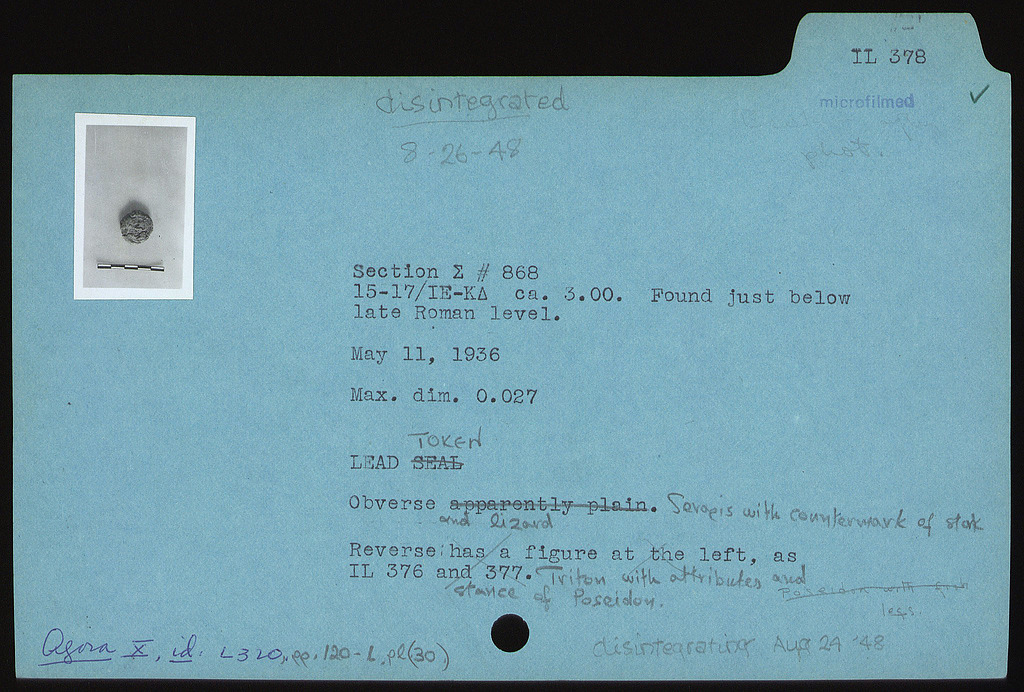 IL 378
microfilmed ✓
disintegrated
8-26-48
phot.
Section Σ # 868
15-17/ΙΕ-ΚΔ ca. 3.00. Found just below
late Roman level.
May 11, 1936
Max. dim. 0.027
TOKEN
LEAD SEAL
Obverse apparently plain. Serapis with countermark of stork
and lizard
Reverse: has a figure at the left, as
IL 376 and 377. Triton with attributes and
stance of Poseidon.
Poseidon with fish
legs.
Agora X, id. L320, pp. 120-1, pl(30)
disintegrating Aug 24 '48